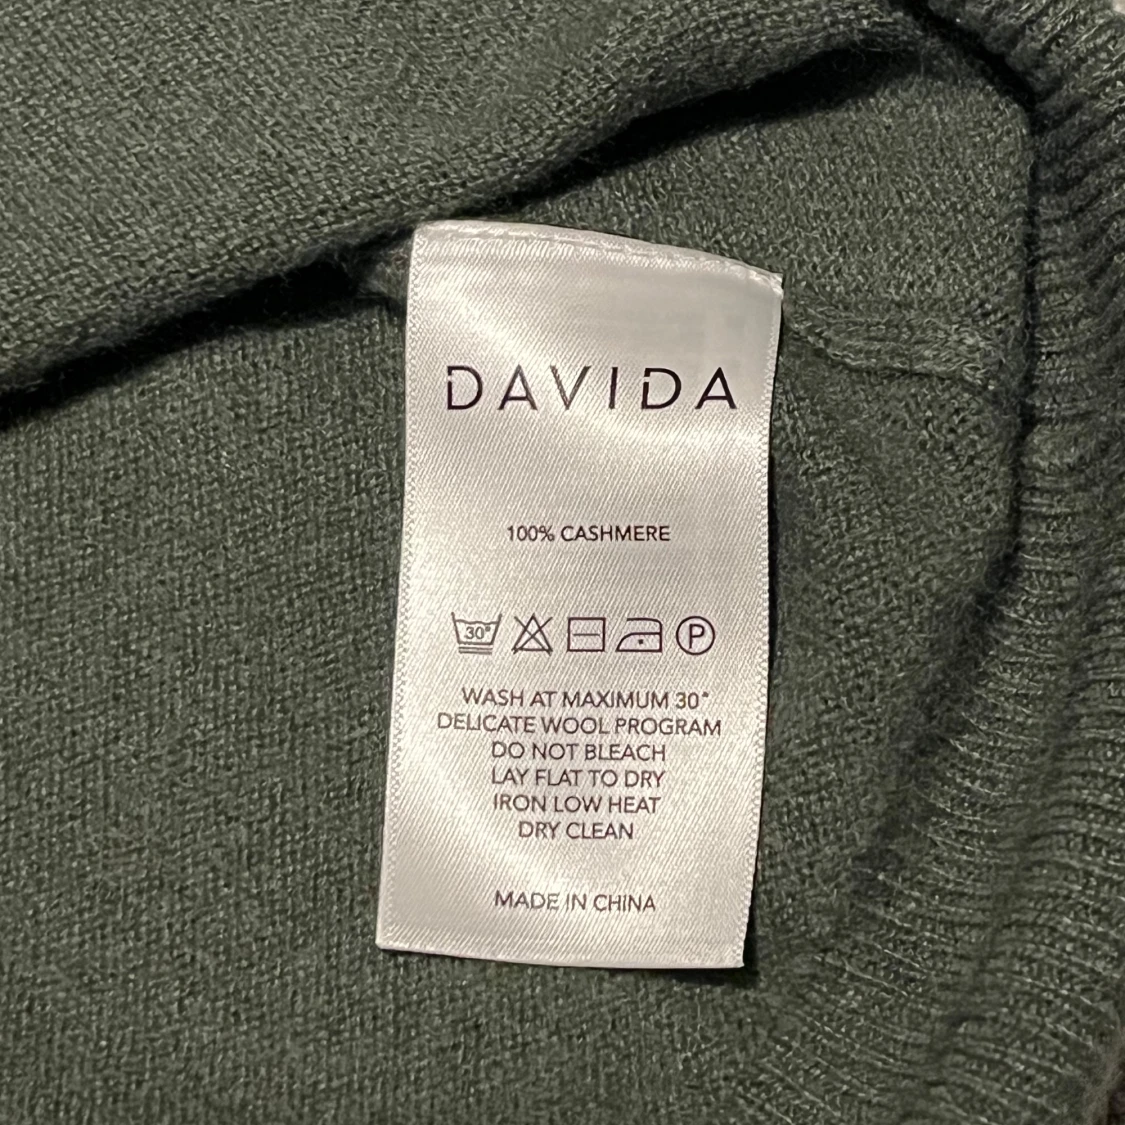 DAVIDA
100% CASHMERE
30° P
WASH AT MAXIMUM 30°
DELICATE WOOL PROGRAM
DO NOT BLEACH
LAY FLAT TO DRY
IRON LOW HEAT
DRY CLEAN
MADE IN CHINA